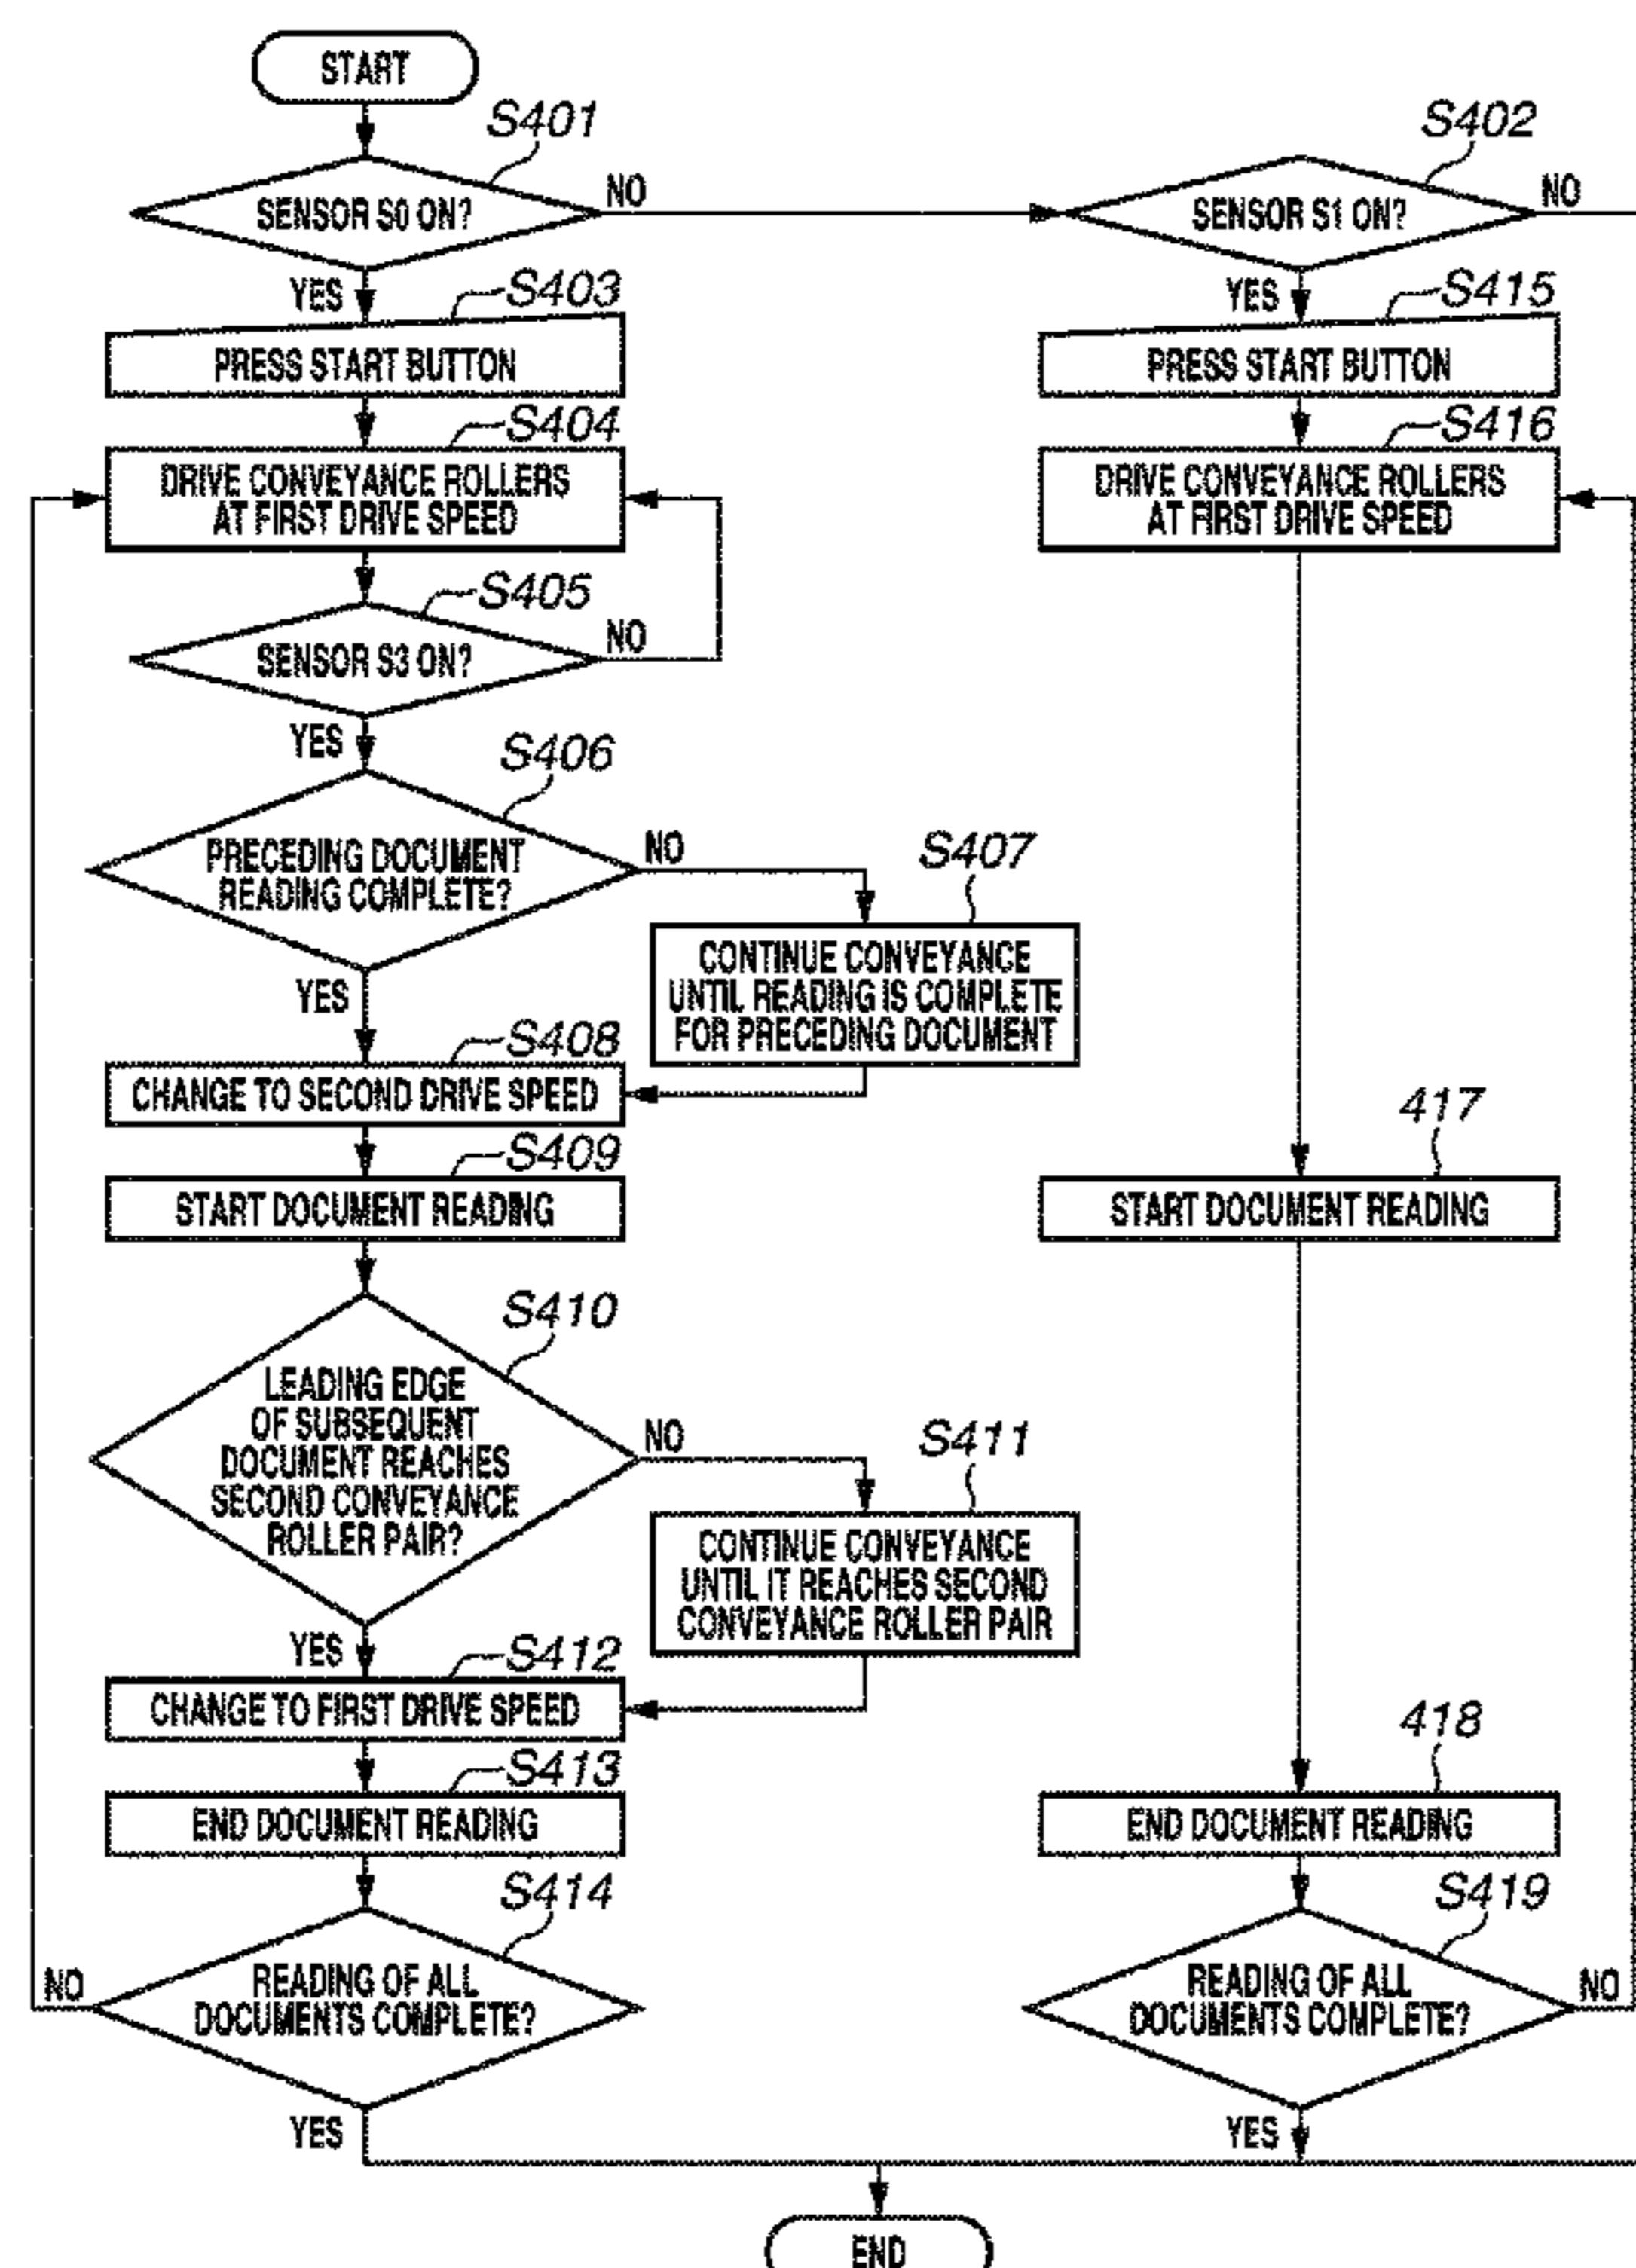 START
S401
SENSOR S0 ON?
NO
YES
S402
SENSOR S1 ON?
NO
YES
S403
PRESS START BUTTON
S415
PRESS START BUTTON
S404
DRIVE CONVEYANCE ROLLERS
AT FIRST DRIVE SPEED
S416
DRIVE CONVEYANCE ROLLERS
AT FIRST DRIVE SPEED
S405
SENSOR S3 ON?
NO
YES
S406
PRECEDING DOCUMENT
READING COMPLETE?
NO
YES
S407
CONTINUE CONVEYANCE
UNTIL READING IS COMPLETE
FOR PRECEDING DOCUMENT
S408
CHANGE TO SECOND DRIVE SPEED
S409
START DOCUMENT READING
417
START DOCUMENT READING
S410
LEADING EDGE
OF SUBSEQUENT
DOCUMENT REACHES
SECOND CONVEYANCE
ROLLER PAIR?
NO
YES
S411
CONTINUE CONVEYANCE
UNTIL IT REACHES SECOND
CONVEYANCE ROLLER PAIR
S412
CHANGE TO FIRST DRIVE SPEED
S413
END DOCUMENT READING
418
END DOCUMENT READING
S414
READING OF ALL
DOCUMENTS COMPLETE?
NO
YES
S419
READING OF ALL
DOCUMENTS COMPLETE?
NO
YES
END